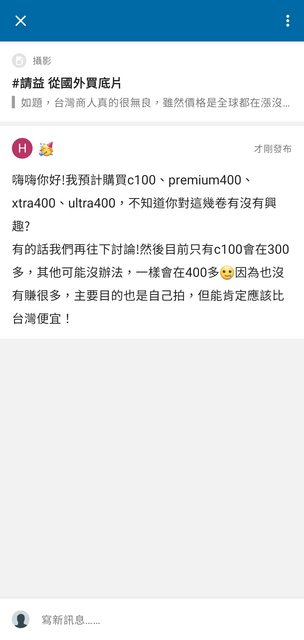 攝影
#請益 從國外買底片
如題，台灣商人真的很無良，雖然價格是全球都在漲沒…
H
才剛發布
嗨嗨你好!我預計購買c100、premium400、
xtra400、ultra400，不知道你對這幾卷有沒有興
趣?
有的話我們再往下討論!然後目前只有c100會在300
多，其他可能沒辦法，一樣會在400多🙂因為也沒
有賺很多，主要目的也是自己拍，但能肯定應該比
台灣便宜！
寫新訊息……